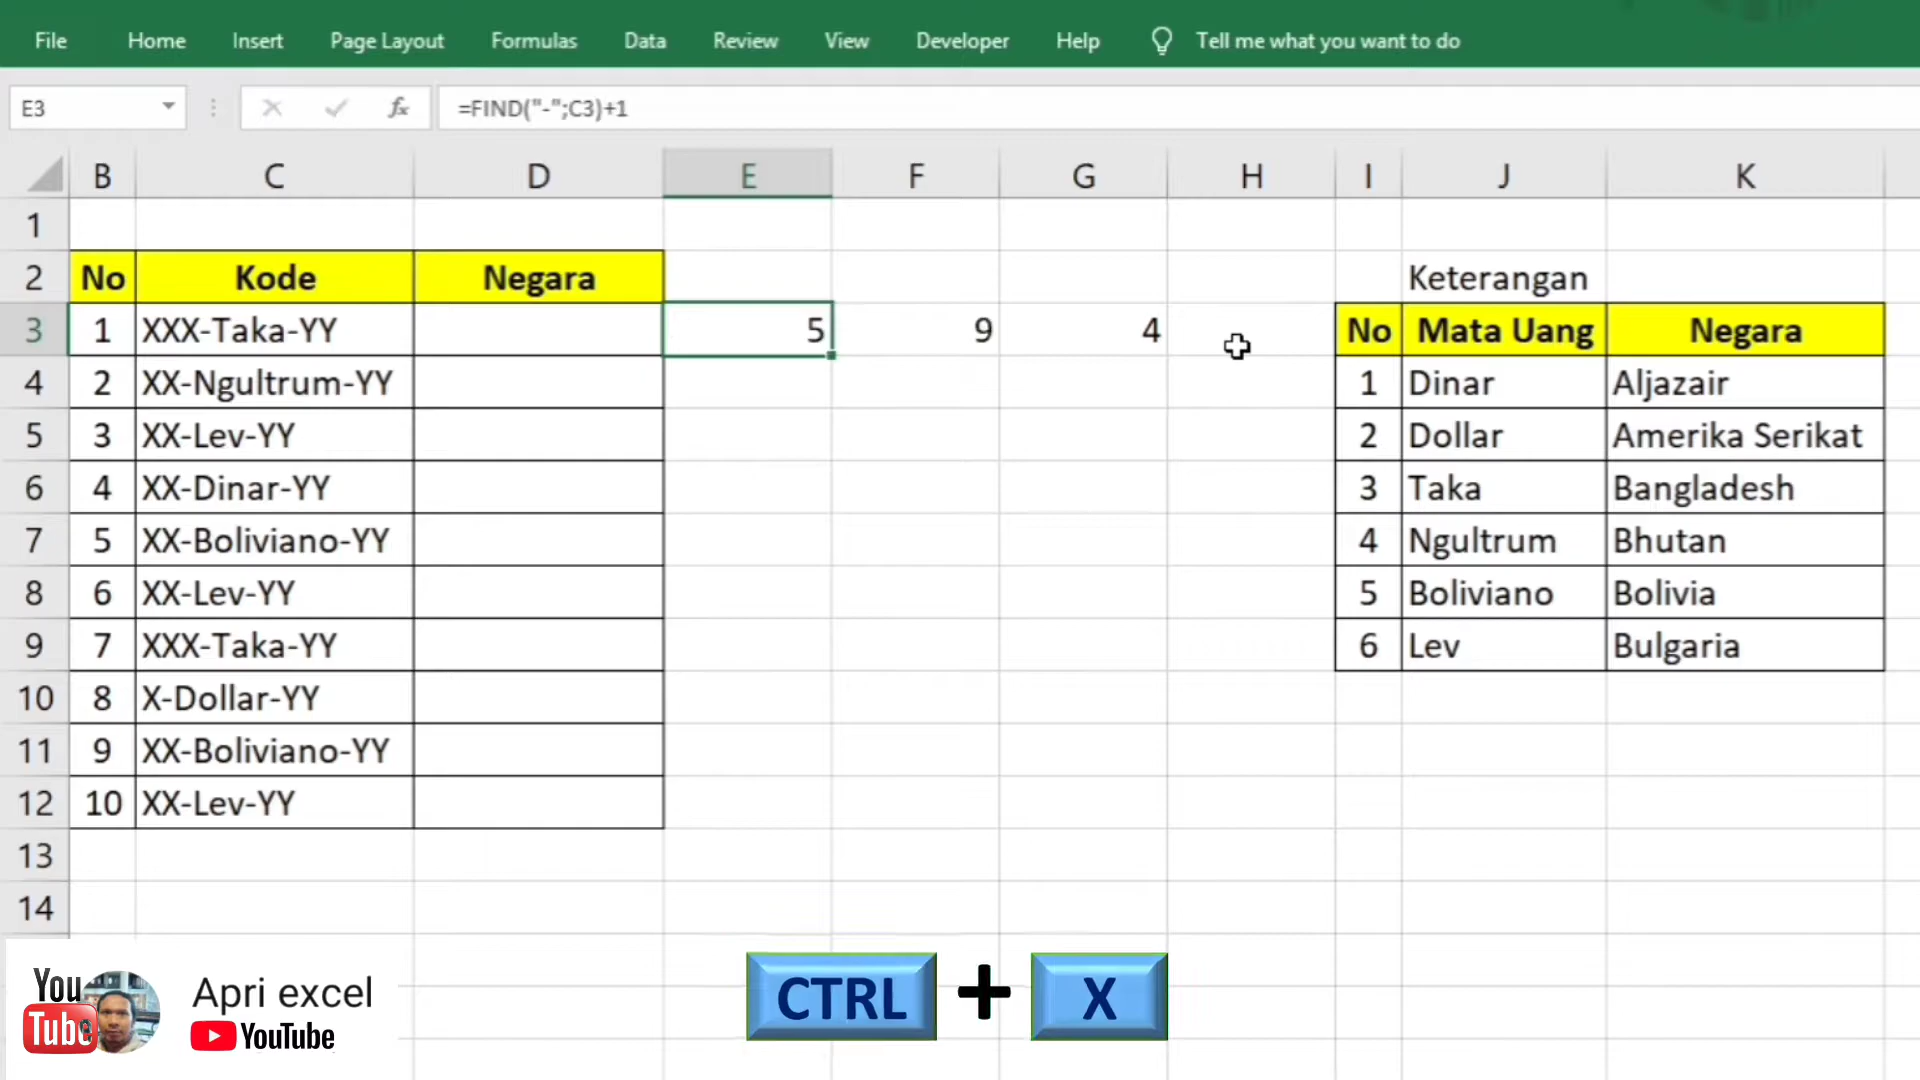 File Home Insert Page Layout Formulas Data Review View Developer Help Tell me what you want to do
E3 fx =FIND("-";C3)+1
B C D E F G H I J K
1
2 No Kode Negara Keterangan
3 1 XXX-Taka-YY 5 9 4 No Mata Uang Negara
4 2 XX-Ngultrum-YY 1 Dinar Aljazair
5 3 XX-Lev-YY 2 Dollar Amerika Serikat
6 4 XX-Dinar-YY 3 Taka Bangladesh
7 5 XX-Boliviano-YY 4 Ngultrum Bhutan
8 6 XX-Lev-YY 5 Boliviano Bolivia
9 7 XXX-Taka-YY 6 Lev Bulgaria
10 8 X-Dollar-YY
11 9 XX-Boliviano-YY
12 10 XX-Lev-YY
13
14
You Tube
Apri excel
YouTube
CTRL + X